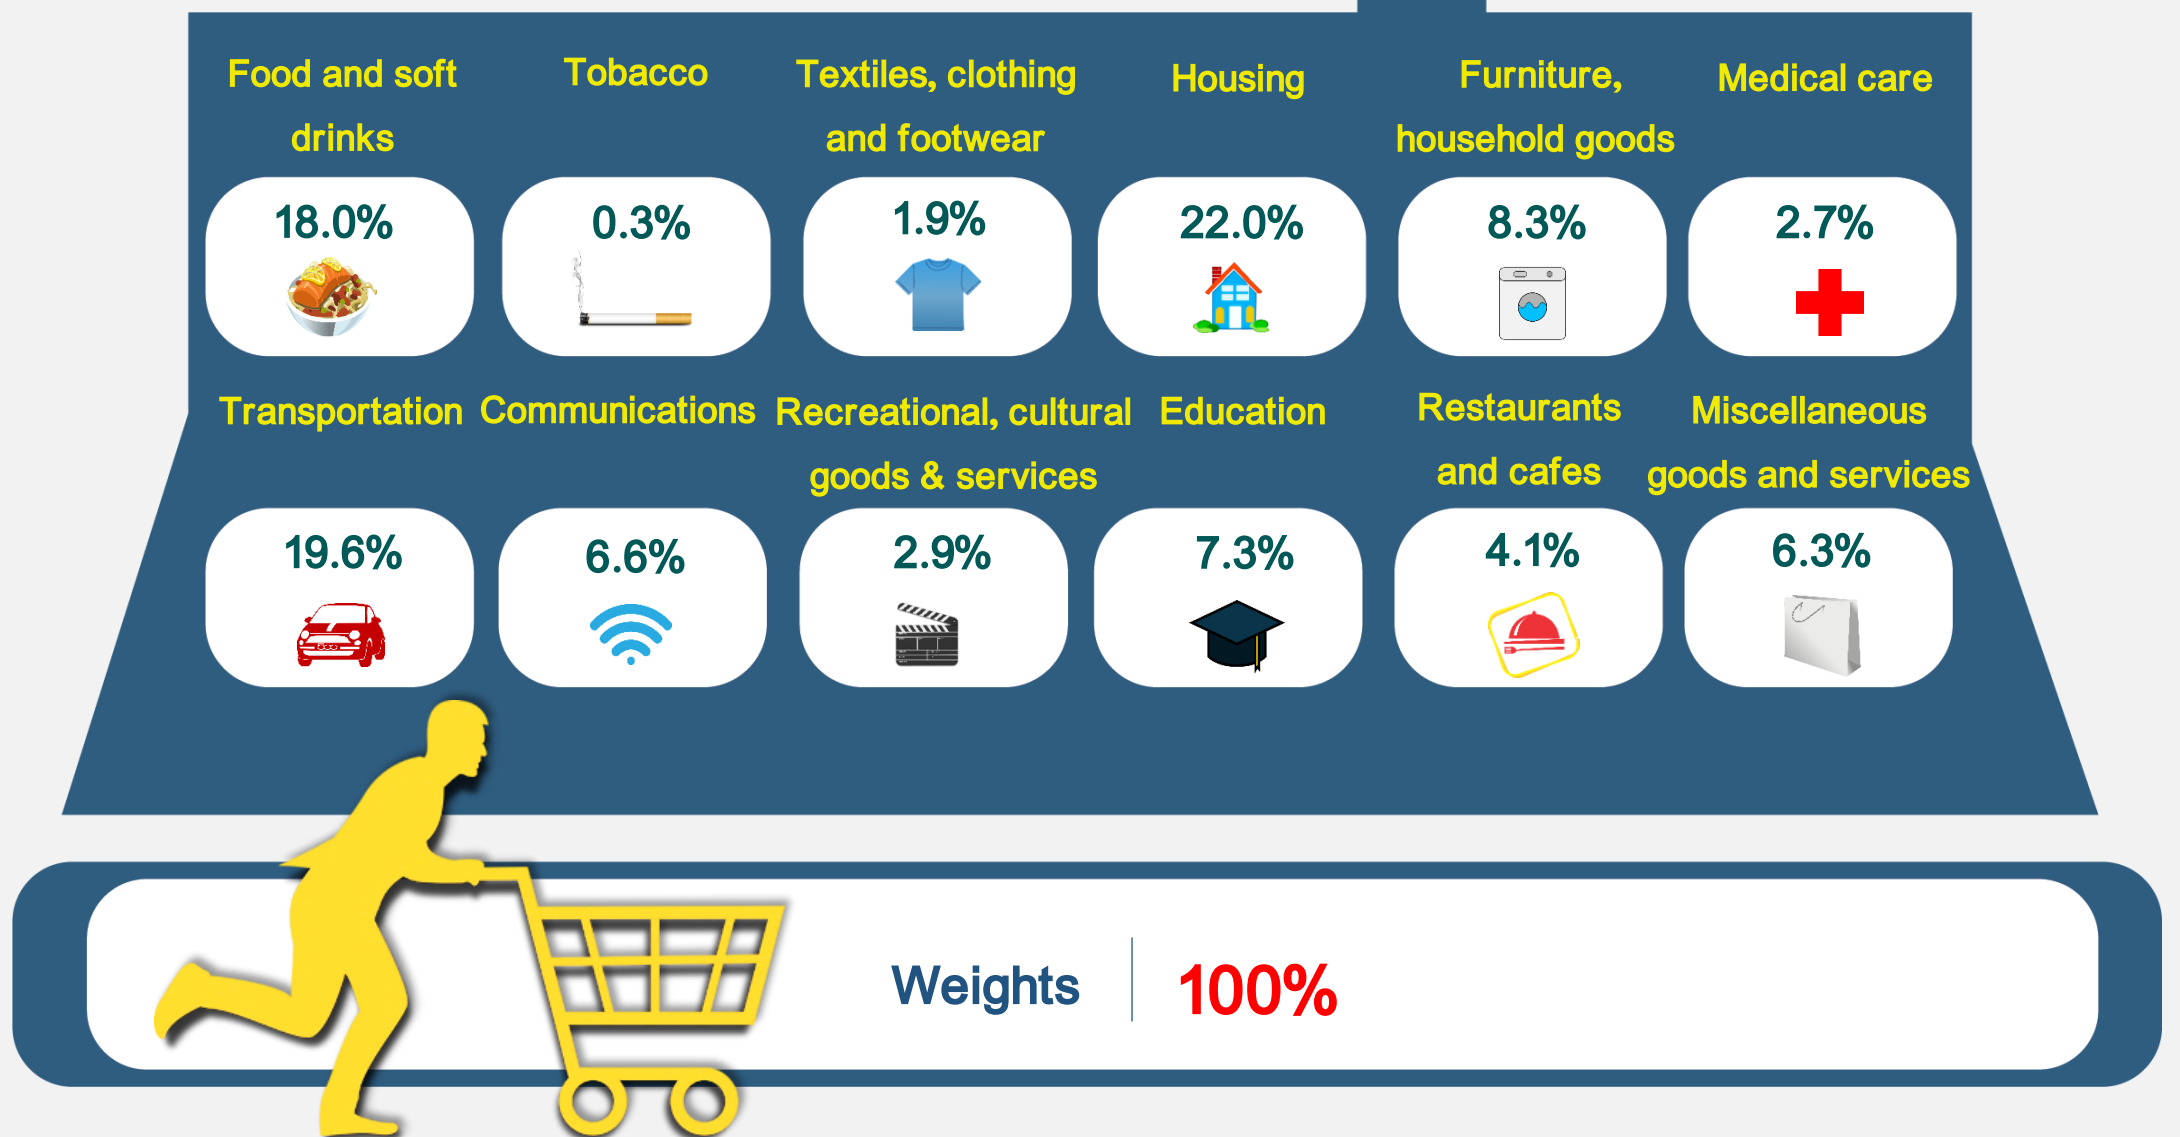 Food and soft
drinks
18.0%
Tobacco
0.3%
Textiles, clothing
and footwear
1.9%
Housing
22.0%
Furniture,
household goods
8.3%
Medical care
2.7%
Transportation
19.6%
Communications
6.6%
Recreational, cultural
goods & services
2.9%
Education
7.3%
Restaurants
and cafes
4.1%
Miscellaneous
goods and services
6.3%
Weights
100%